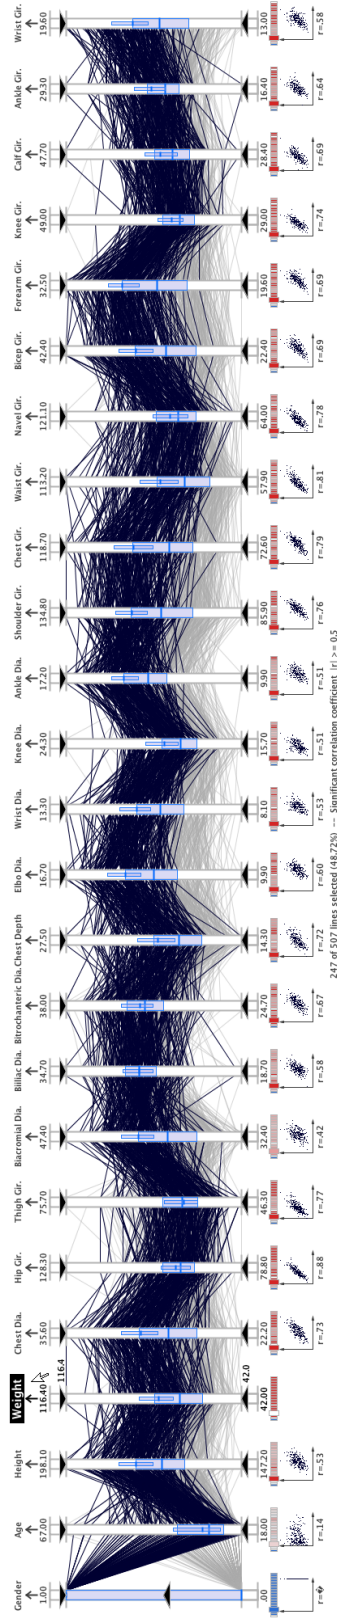 Gender Age Height Weight Chest Dia. Hip Gir. Thigh Gir. Biacromial Dia. Biiliac Dia. Bitrochanteric Dia. Chest Depth Elbo Dia. Wrist Dia. Knee Dia. Ankle Dia. Shoulder Gir. Chest Gir. Waist Gir. Navel Gir. Bicep Gir. Forearm Gir. Knee Gir. Calf Gir. Ankle Gir. Wrist Gir.
1.00 67.00 198.10 116.40 35.60 128.30 75.70 47.40 34.70 38.00 27.50 16.70 13.30 24.30 17.20 134.80 118.70 113.20 121.10 42.40 32.50 49.00 47.70 29.30 19.60
116.4
42.0
.00 18.00 147.20 42.00 22.20 78.80 46.30 32.40 18.70 24.70 14.30 9.90 8.10 15.70 9.90 85.90 72.60 57.90 64.00 22.40 19.60 29.00 28.40 16.40 13.00
r=� r=.14 r=.53 r=.73 r=.88 r=.77 r=.42 r=.58 r=.67 r=.72 r=.60 r=.53 r=.51 r=.51 r=.76 r=.79 r=.81 r=.78 r=.69 r=.69 r=.74 r=.69 r=.64 r=.58
247 of 507 lines selected (48.72%) -- Significant correlation coefficient |r| >= 0.5